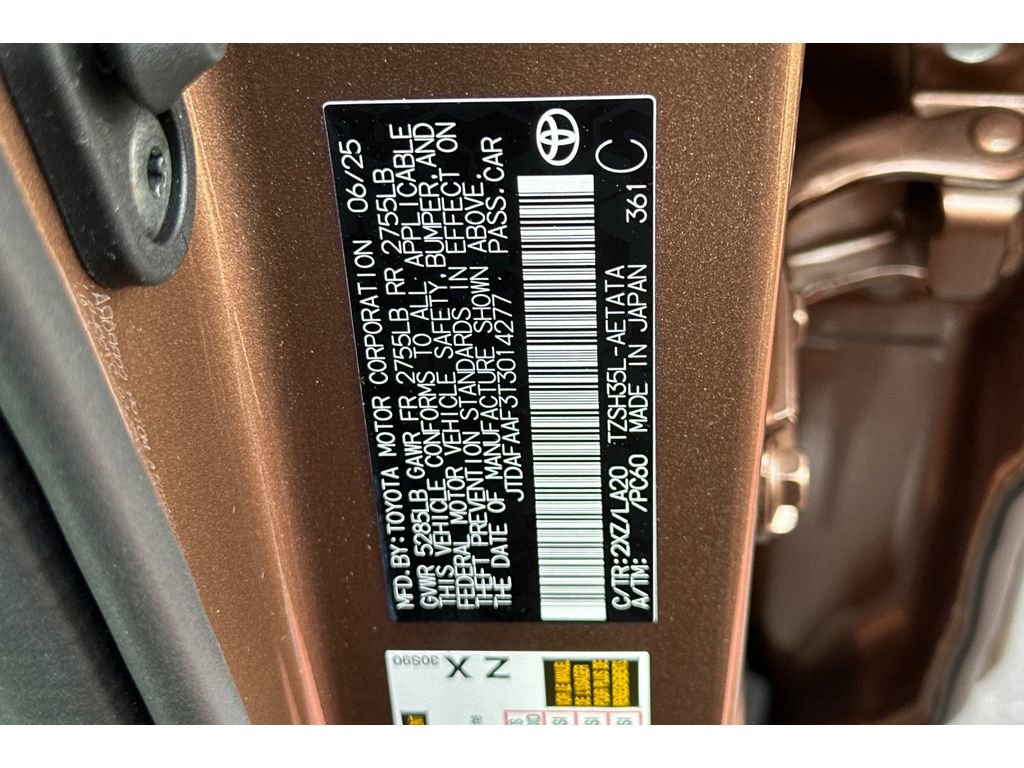 MFD.BY:TOYOTA MOTOR CORPORATION 06/25
GVWR 5285LB GAWR FR 2755LB RR 2755LB
THIS VEHICLE CONFORMS TO ALL APPLICABLE
FEDERAL MOTOR VEHICLE SAFETY,BUMPER,AND
THEFT PREVENTION STANDARDS IN EFFECT ON
THE DATE OF MANUFACTURE SHOWN ABOVE.
JTDAFAAF3T3014277 PASS.CAR
C/TR:2XZ/LA20 TZSH35L-AETATA 361 C
A/TM: /PC60 MADE IN JAPAN
Z X
30S90